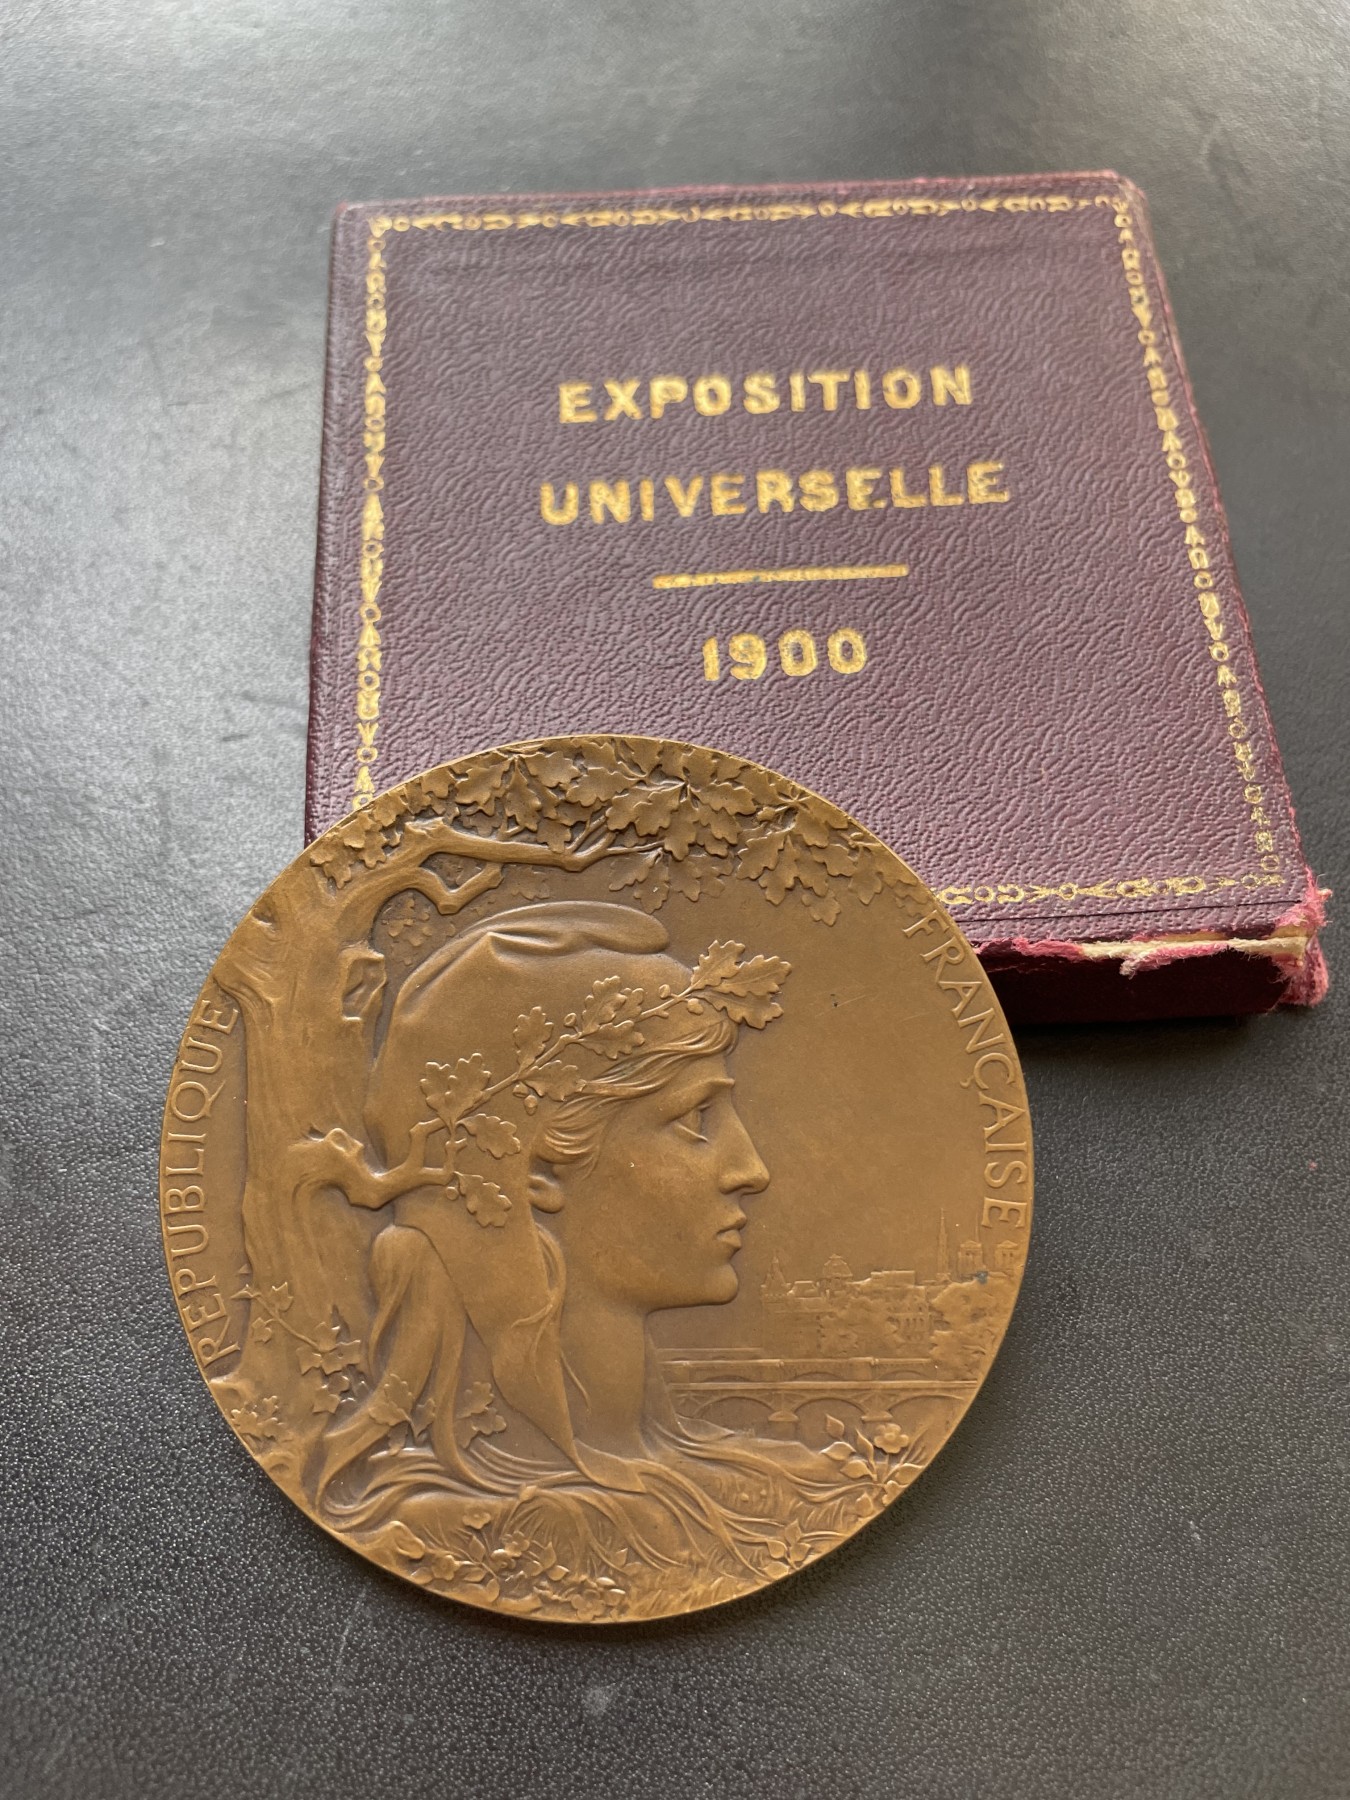 EXPOSITION
UNIVERSELLE
1900
REPUBLIQUE
FRANÇAISE